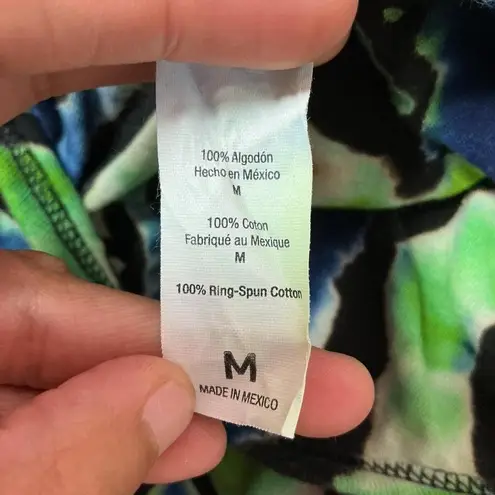 100% Algodón
Hecho en México
M
100% Coton
Fabriqué au Mexique
M
100% Ring-Spun Cotton
M
MADE IN MEXICO